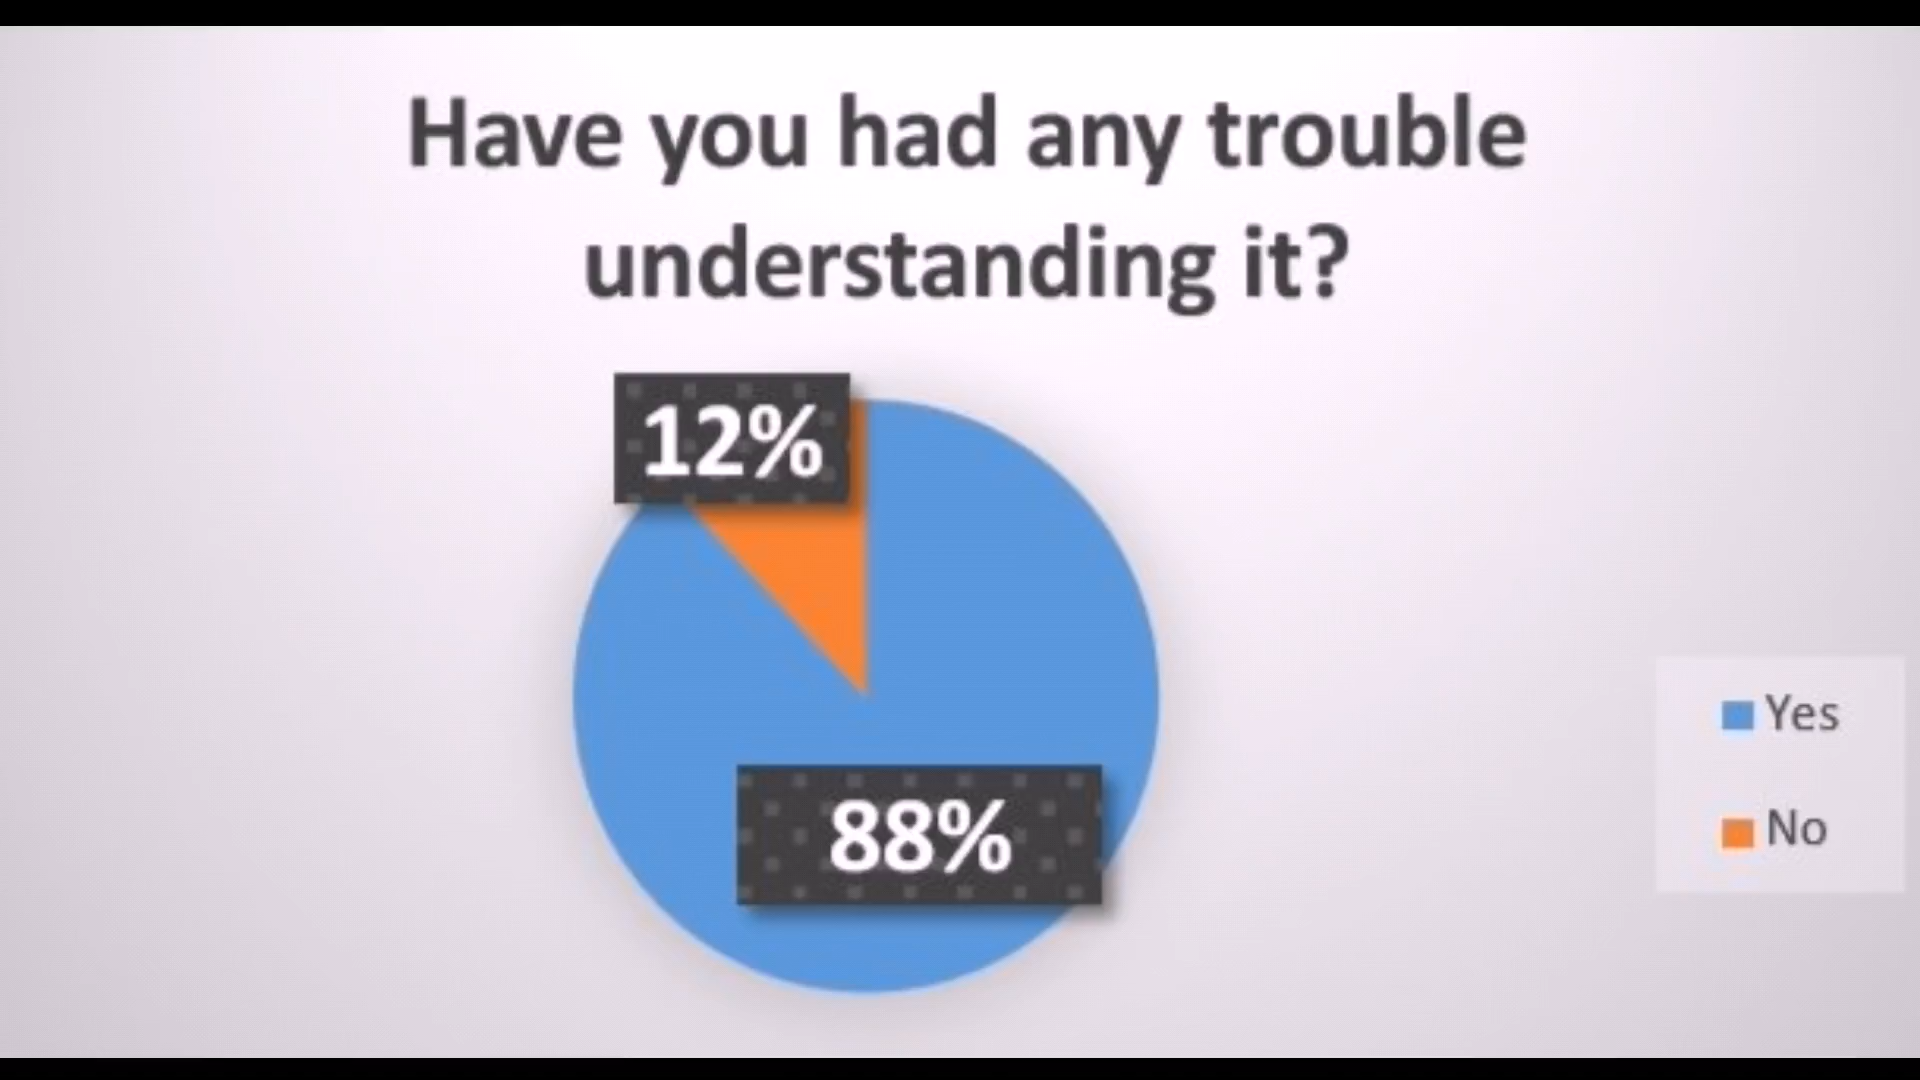 Have you had any trouble
understanding it?
12%
88%
Yes
No